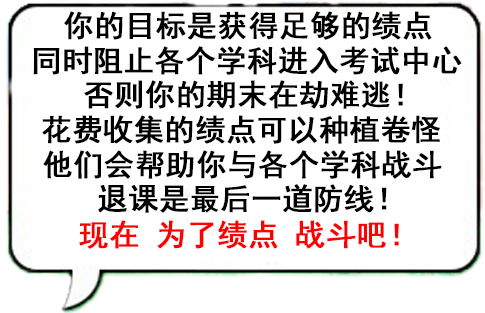 你的目标是获得足够的绩点
同时阻止各个学科进入考试中心
否则你的期末在劫难逃！
花费收集的绩点可以种植卷怪
他们会帮助你与各个学科战斗
退课是最后一道防线！
现在 为了绩点 战斗吧！